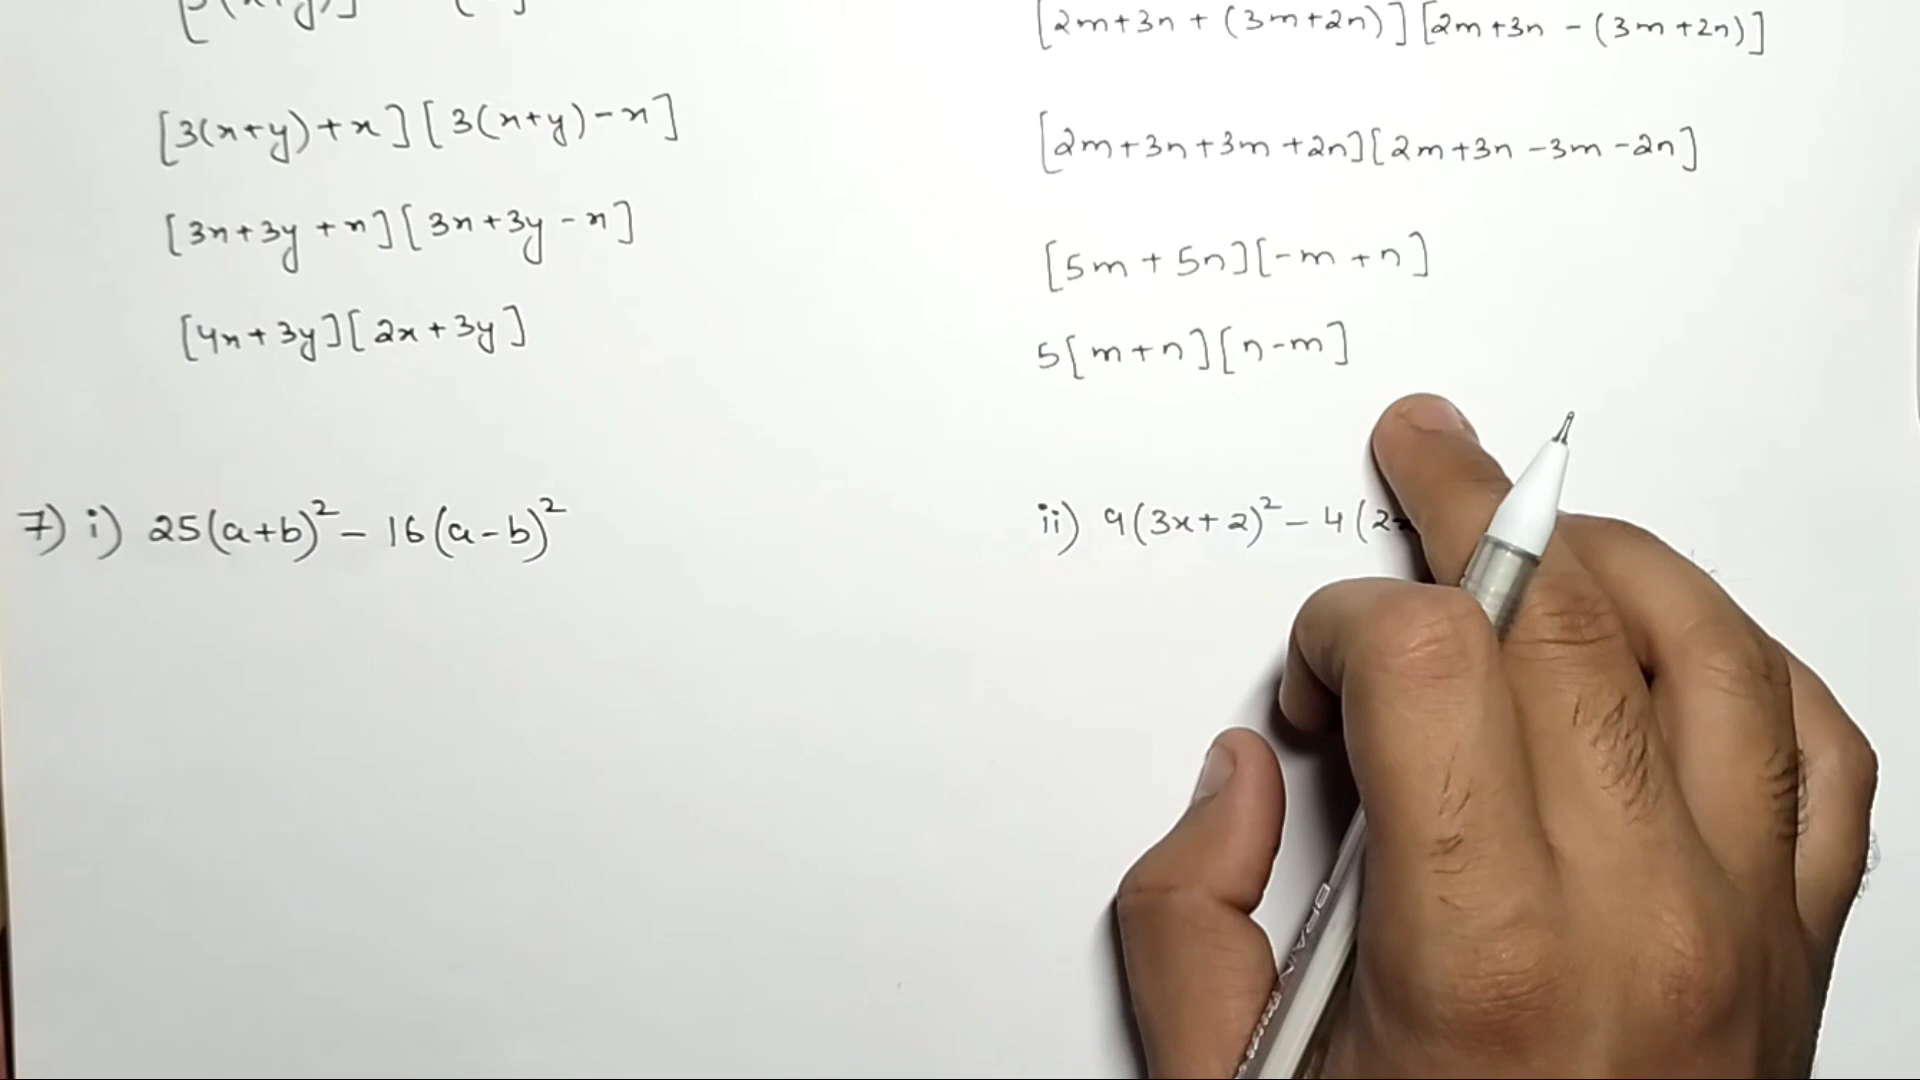 [3(x+y)+x][3(x+y)-x]
[3x+3y+x][3x+3y-x]
[4x+3y][2x+3y]
[2m+3n+(3m+2n)][2m+3n-(3m+2n)]
[2m+3n+3m+2n][2m+3n-3m-2n]
[5m+5n][-m+n]
5[m+n][n-m]
7) i) 25(a+b)²-16(a-b)²
ii) 9(3x+2)²-4(2